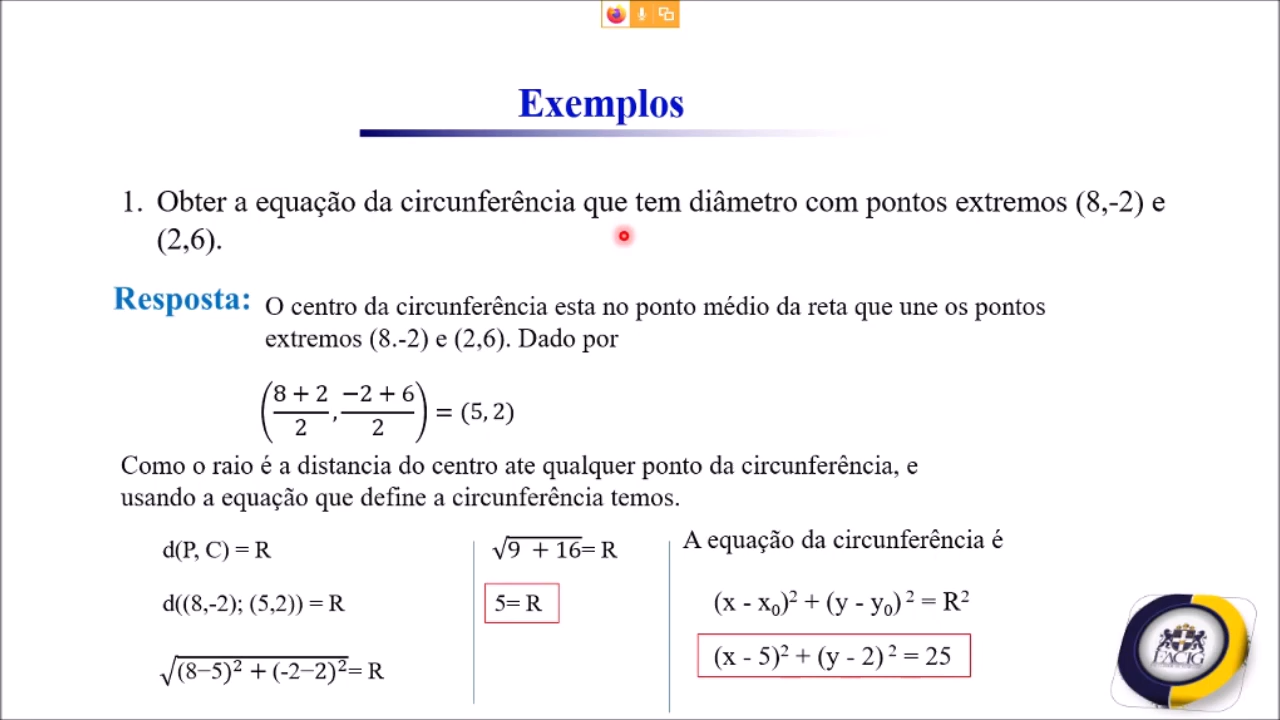 Exemplos
1. Obter a equação da circunferência que tem diâmetro com pontos extremos (8,-2) e
(2,6).
Resposta: O centro da circunferência esta no ponto médio da reta que une os pontos
extremos (8.-2) e (2,6). Dado por
(8 + 2 / 2, −2 + 6 / 2) = (5, 2)
Como o raio é a distancia do centro ate qualquer ponto da circunferência, e
usando a equação que define a circunferência temos.
d(P, C) = R
d((8,-2); (5,2)) = R
√(8−5)² + (-2−2)²= R
√9 + 16= R
5= R
A equação da circunferência é
(x - x₀)² + (y - y₀)² = R²
(x - 5)² + (y - 2)² = 25
FACIG